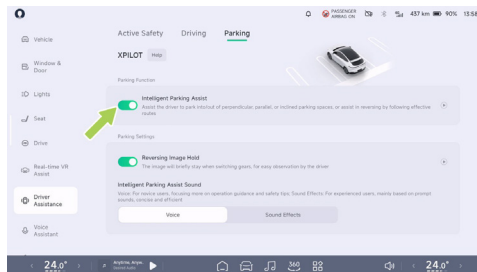 PASSENGER
AIRBAG ON
437 km
90%
13:58
Vehicle
Window &
Door
Lights
Seat
Drive
Real-time VR
Assist
Driver
Assistance
Voice
Assistant
Active Safety
Driving
Parking
XPILOT
Help
Parking Function
Intelligent Parking Assist
Assist the driver to park into/out of perpendicular, parallel, or inclined parking spaces, or assist in reversing by following effective
routes
Parking Settings
Reversing Image Hold
The image will briefly stay when switching gears, for easy observation by the driver
Intelligent Parking Assist Sound
Voice: For novice users, focusing more on operation guidance and safety tips; Sound Effects: For experienced users, mainly based on prompt
sounds, concise and efficient
Voice
Sound Effects
24.0°
Anytime, Anyw..
360
24.0°